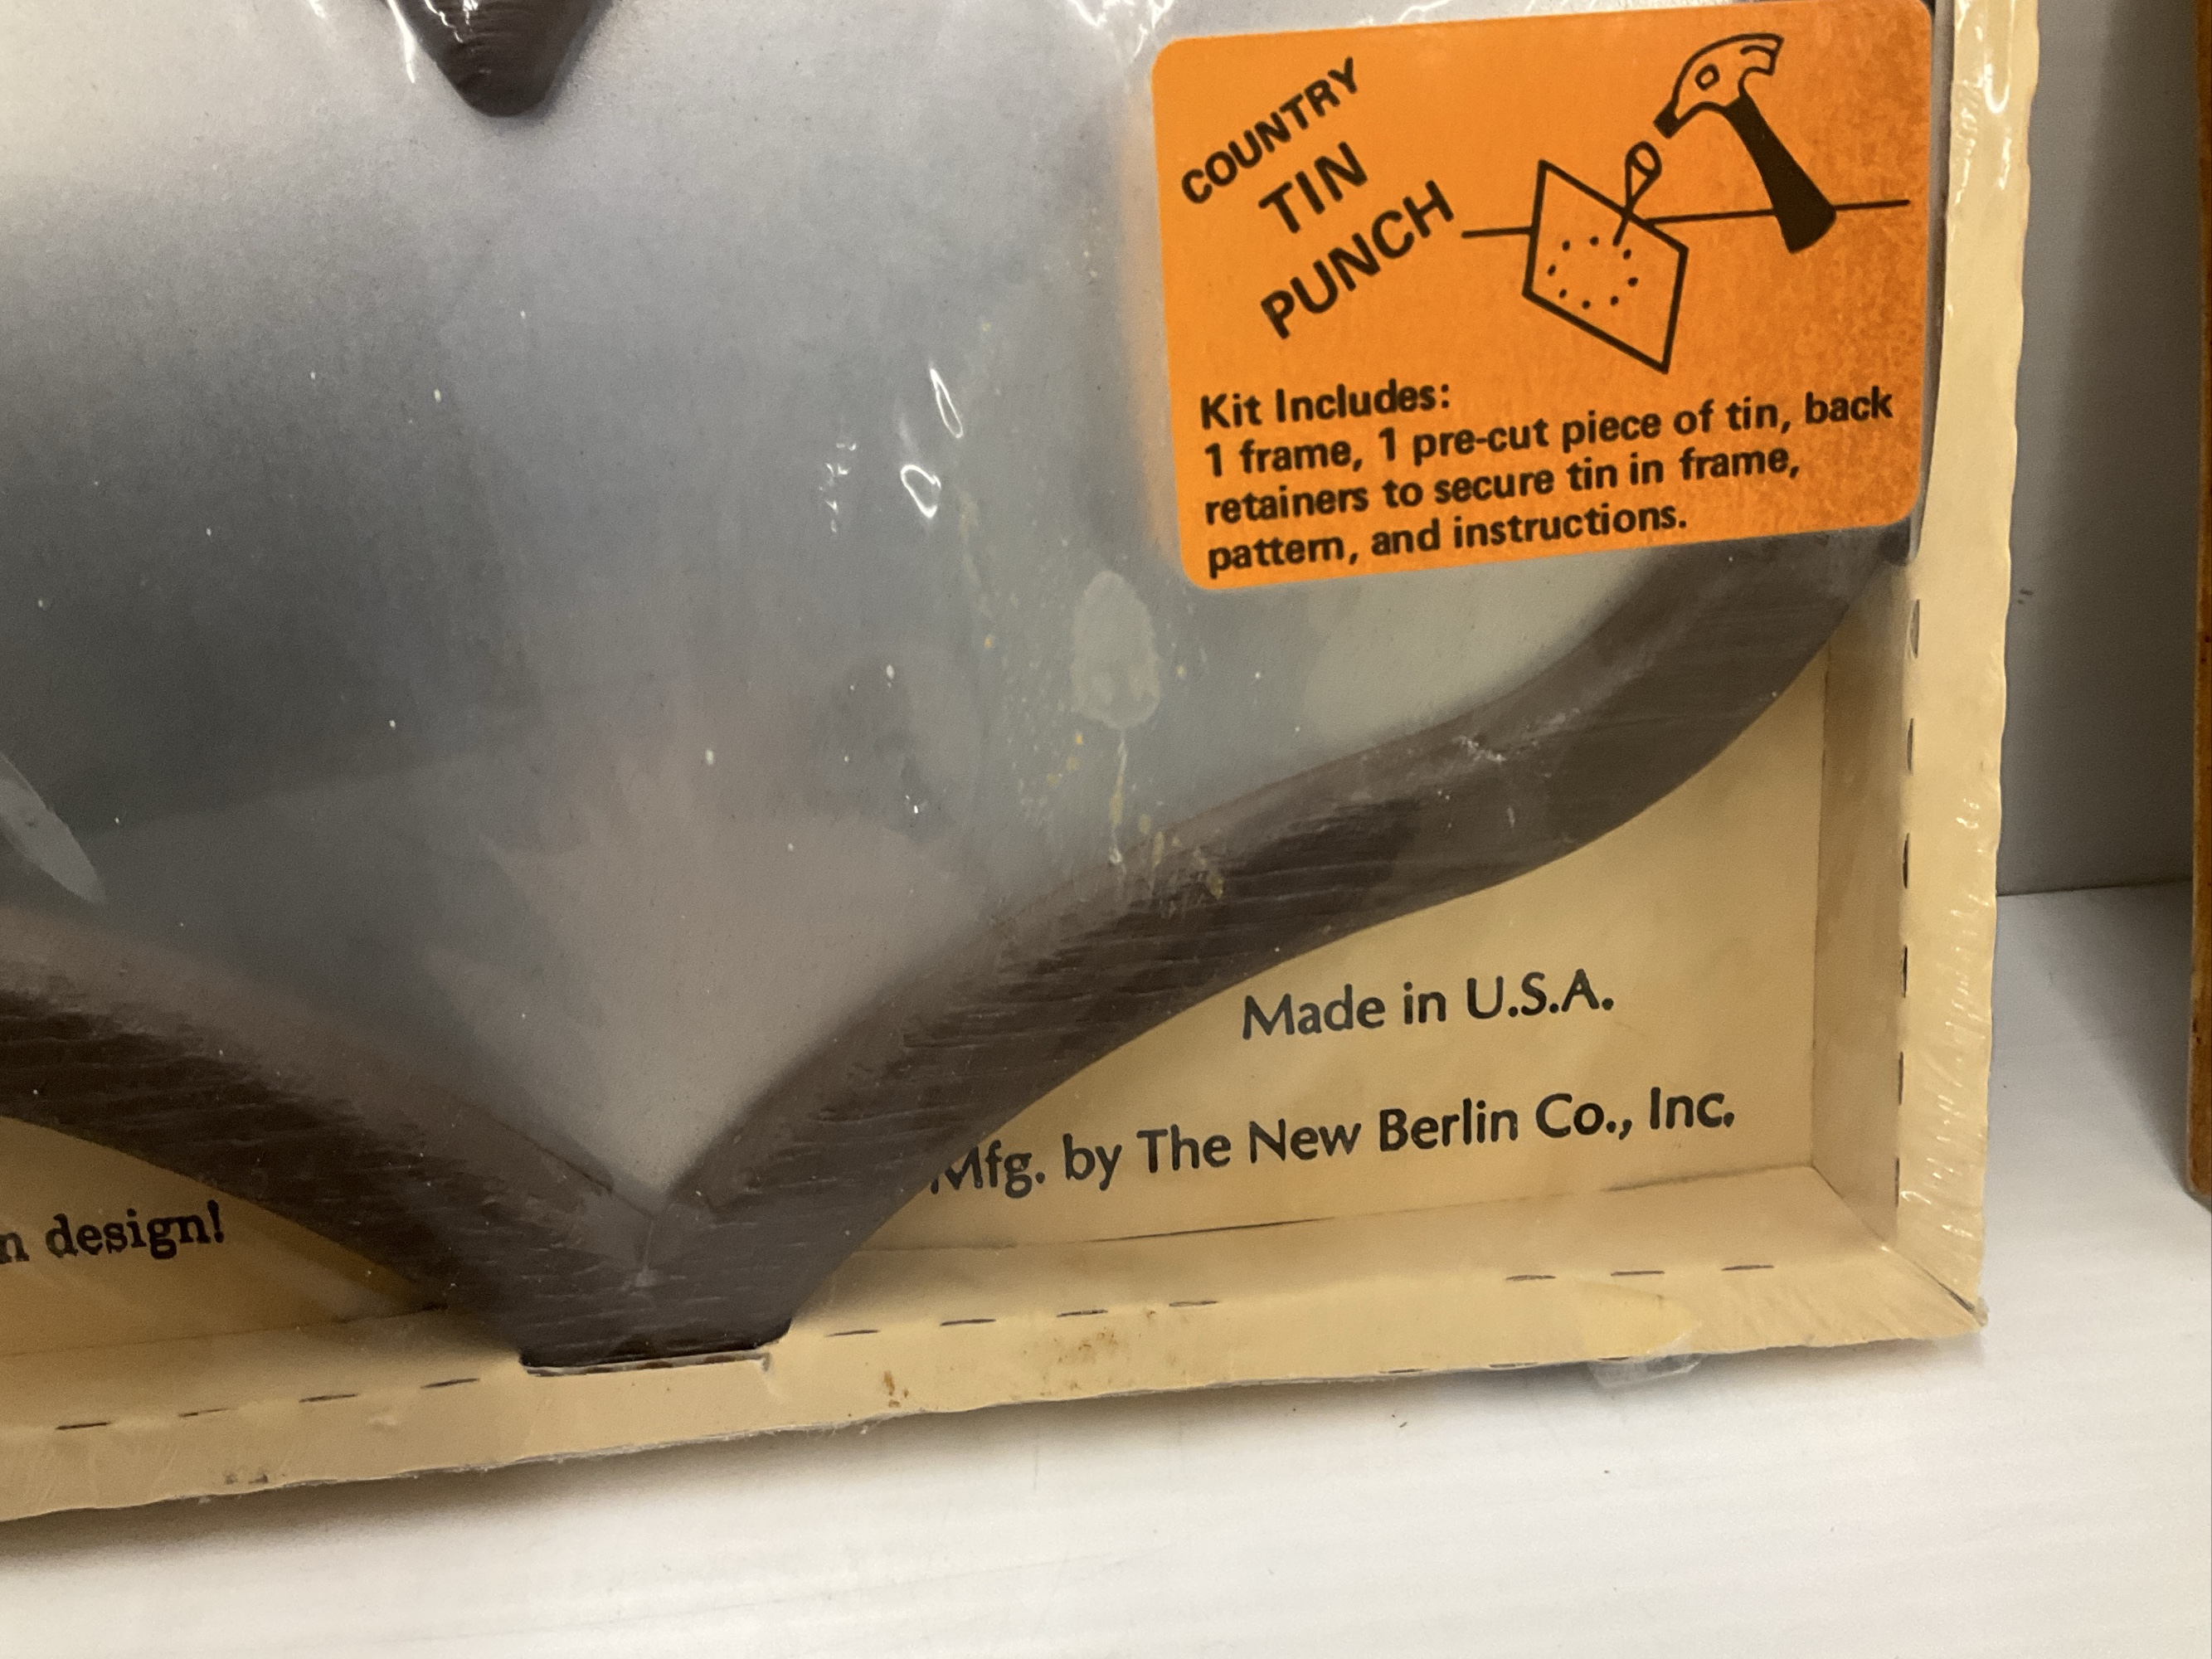 COUNTRY
TIN
PUNCH
Kit Includes:
1 frame, 1 pre-cut piece of tin, back
retainers to secure tin in frame,
pattern, and instructions.
Made in U.S.A.
Mfg. by The New Berlin Co., Inc.
design!